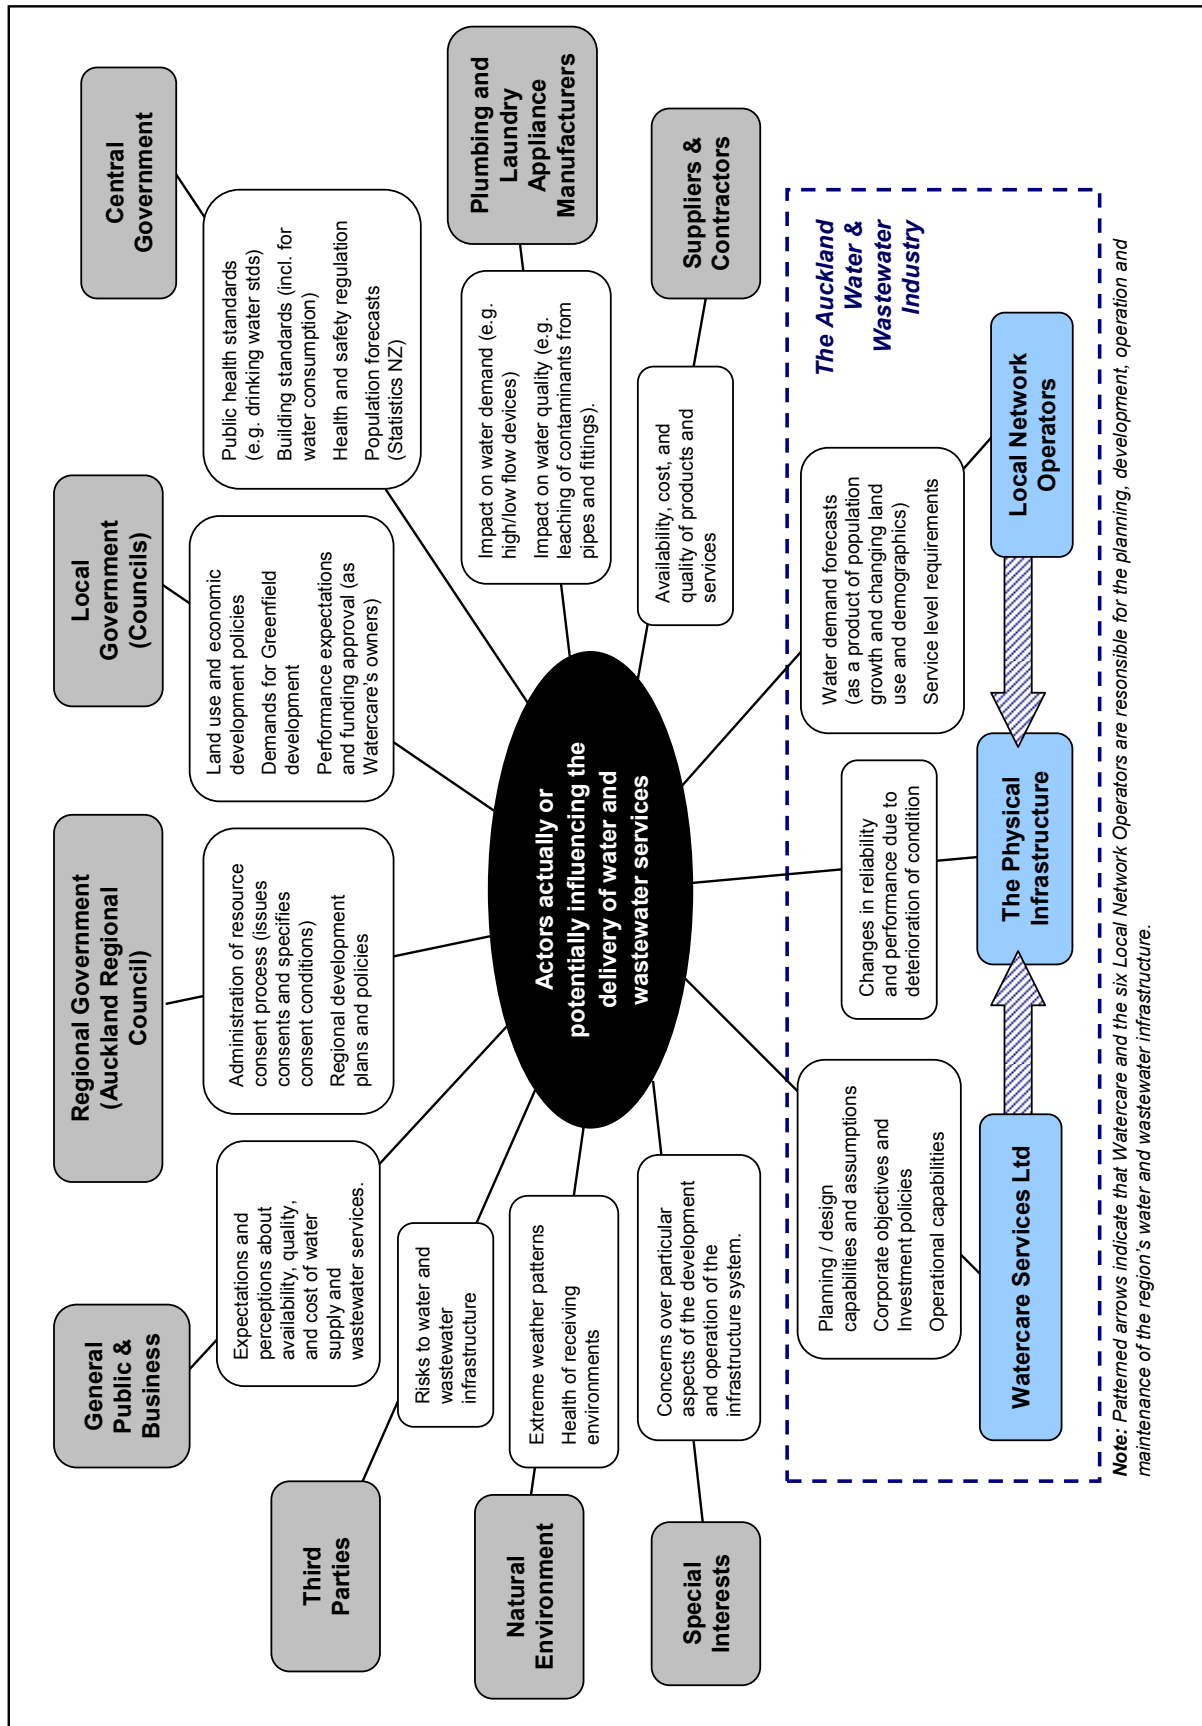 General
Public &
Business
Regional Government
(Auckland Regional
Council)
Local
Government
(Councils)
Central
Government
Expectations and
perceptions about
availability, quality,
and cost of water
supply and
wastewater services.
Administration of resource
consent process (issues
consents and specifies
consent conditions)
Regional development
plans and policies
Land use and economic
development policies
Demands for Greenfield
development
Performance expectations
and funding approval (as
Watercare's owners)
Public health standards
(e.g. drinking water stds)
Building standards (incl. for
water consumption)
Health and safety regulation
Population forecasts
(Statistics NZ)
Third
Parties
Risks to water and
wastewater
infrastructure
Plumbing and
Laundry
Appliance
Manufacturers
Impact on water demand (e.g.
high/low flow devices)
Impact on water quality (e.g.
leaching of contaminants from
pipes and fittings).
Natural
Environment
Extreme weather patterns
Health of receiving
environments
Actors actually or
potentially influencing the
delivery of water and
wastewater services
Special
Interests
Concerns over particular
aspects of the development
and operation of the
infrastructure system.
Availability, cost, and
quality of products and
services
Suppliers &
Contractors
The Auckland
Water &
Wastewater
Industry
Planning / design
capabilities and assumptions
Corporate objectives and
Investment policies
Operational capabilities
Changes in reliability
and performance due to
deterioration of condition
Water demand forecasts
(as a product of population
growth and changing land
use and demographics)
Service level requirements
Watercare Services Ltd
The Physical
Infrastructure
Local Network
Operators
Note: Patterned arrows indicate that Watercare and the six Local Network Operators are resonsible for the planning, development, operation and
maintenance of the region's water and wastewater infrastructure.